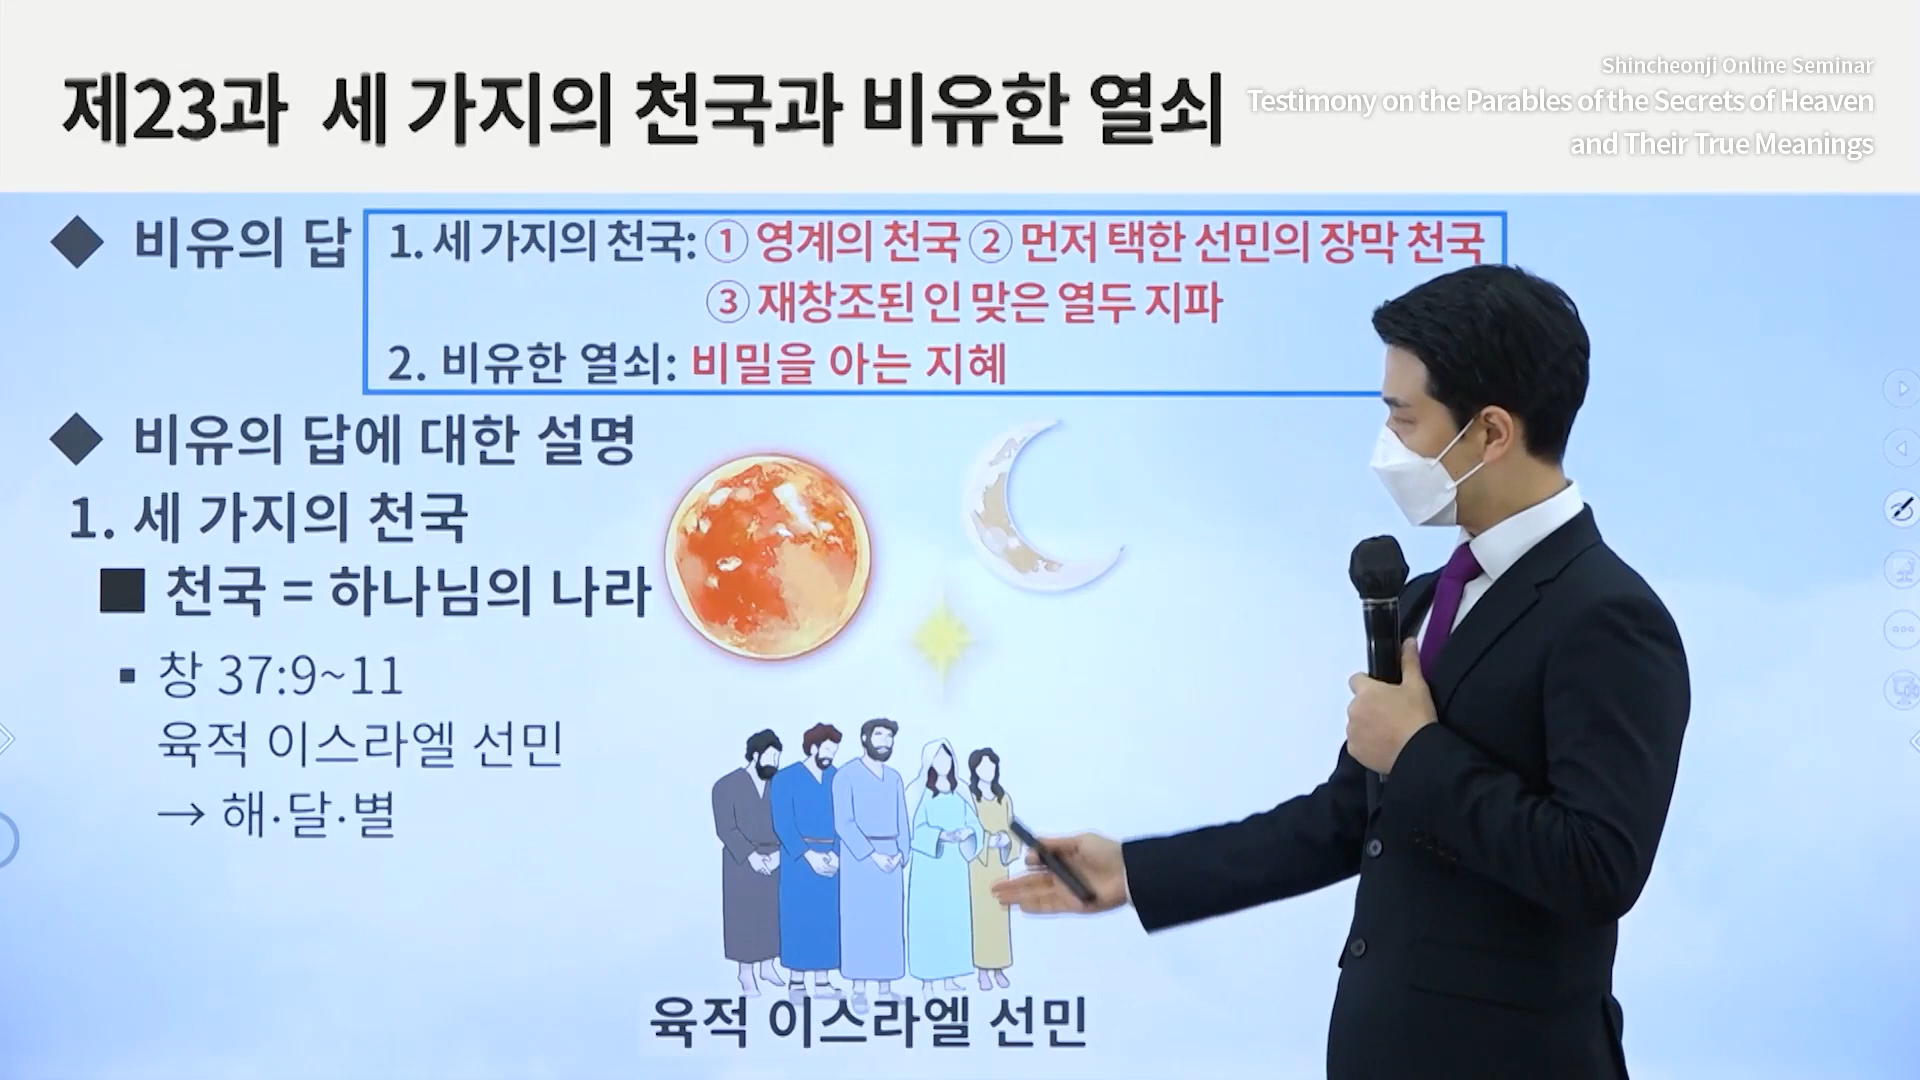 제23과 세 가지의 천국과 비유한 열쇠
Shincheonji Online Seminar
Testimony on the Parables of the Secrets of Heaven
and Their True Meanings
◆ 비유의 답
1. 세 가지의 천국: ① 영계의 천국 ② 먼저 택한 선민의 장막 천국
③ 재창조된 인 맞은 열두 지파
2. 비유한 열쇠: 비밀을 아는 지혜
◆ 비유의 답에 대한 설명
1. 세 가지의 천국
■ 천국 = 하나님의 나라
▪ 창 37:9~11
육적 이스라엘 선민
→ 해·달·별
육적 이스라엘 선민